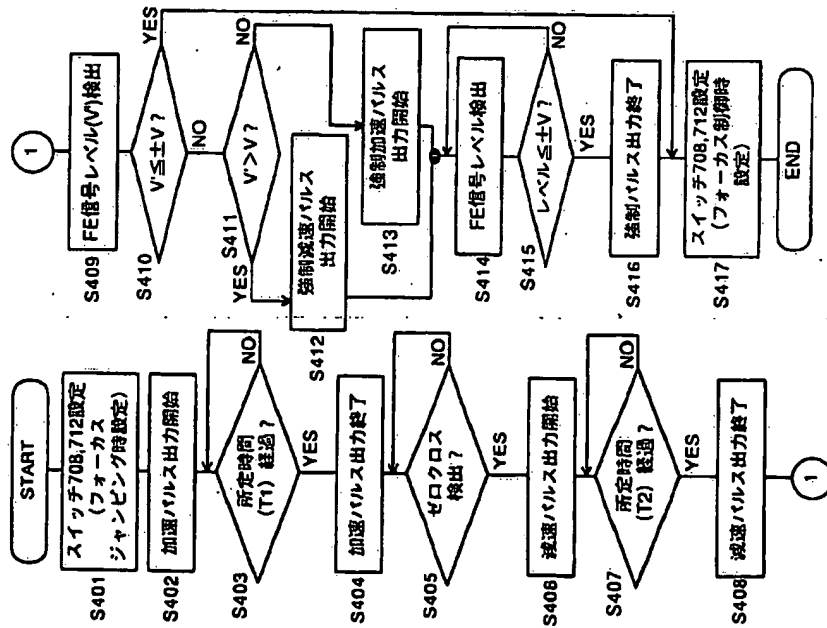 START
S401
スイッチ708,712設定
(フォーカス
ジャンピング時設定)
S402
加速パルス出力開始
S403
所定時間
(T1) 経過?
NO
YES
S404
加速パルス出力終了
S405
ゼロクロス
検出?
NO
YES
S406
減速パルス出力開始
S407
所定時間
(T2) 経過?
NO
YES
S408
減速パルス出力終了
1
1
S409
FE信号レベル(V')検出
S410
V'≦±V?
YES
NO
S411
V'>V?
NO
YES
S412
強制減速パルス
出力開始
S413
強制加速パルス
出力開始
S414
FE信号レベル検出
S415
レベル≦±V?
NO
YES
S416
強制パルス出力終了
S417
スイッチ708,712設定
(フォーカス制御時
設定)
END